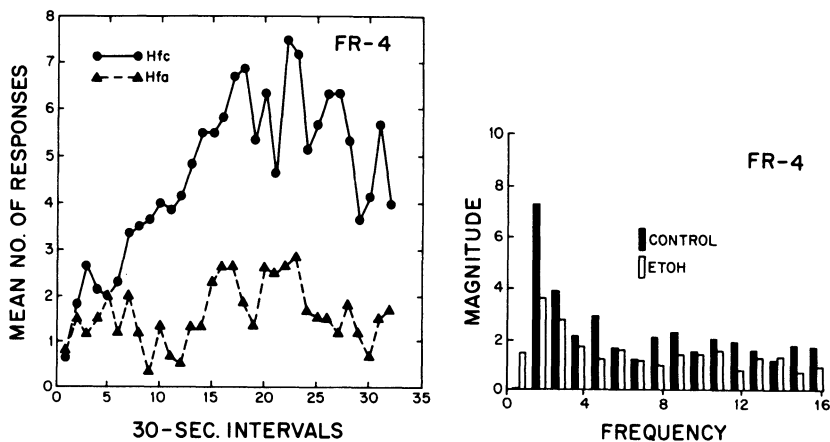 8
7
6
5
4
3
2
1
0
MEAN NO. OF RESPONSES
FR-4
Hfc
Hfa
0 5 10 15 20 25 30 35
30-SEC. INTERVALS
10
8
6
4
2
0
MAGNITUDE
FR-4
CONTROL
ETOH
0 4 8 12 16
FREQUENCY